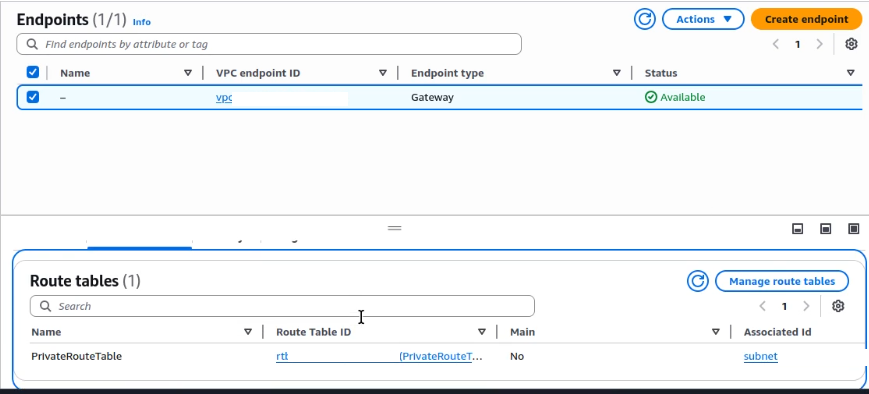 Endpoints (1/1) Info
Actions ▼
Create endpoint
Find endpoints by attribute or tag
1
Name
VPC endpoint ID
Endpoint type
Status
–
vpc
Gateway
Available
Route tables (1)
Manage route tables
Search
1
Name
Route Table ID
Main
Associated Id
PrivateRouteTable
(PrivateRouteT...
No
subnet